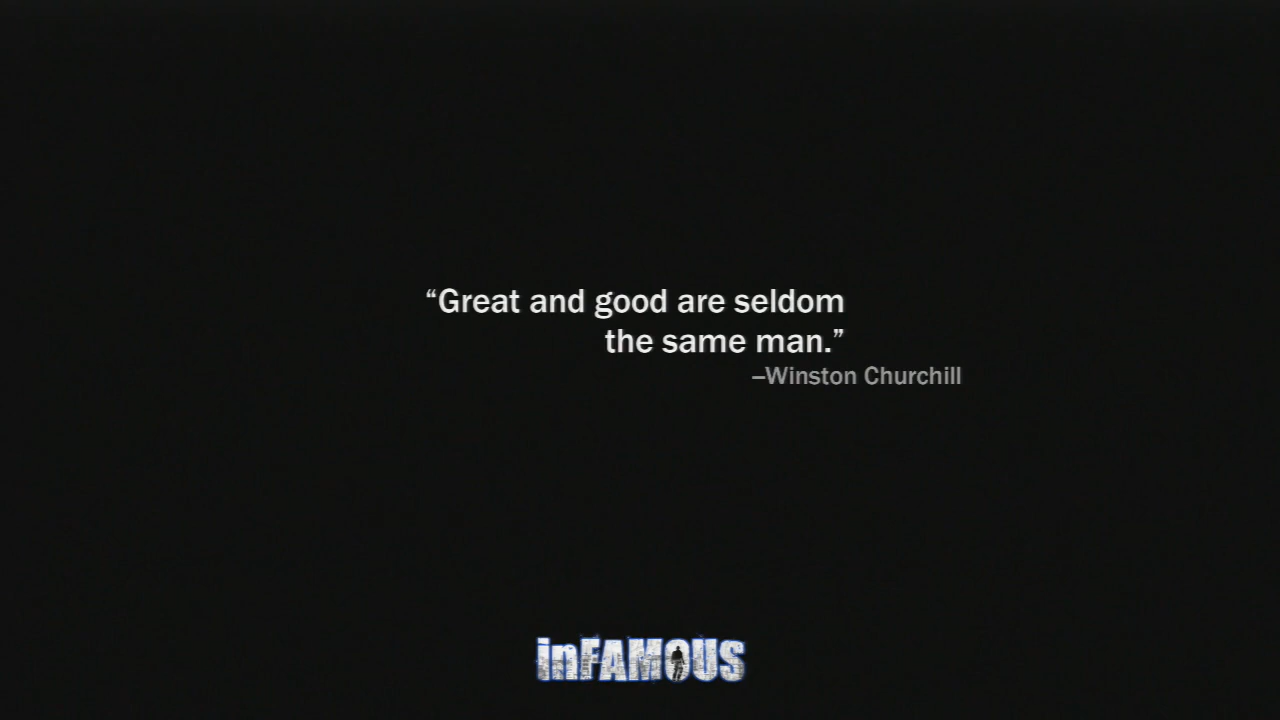 “Great and good are seldom
the same man.”
–Winston Churchill
inFAMOUS